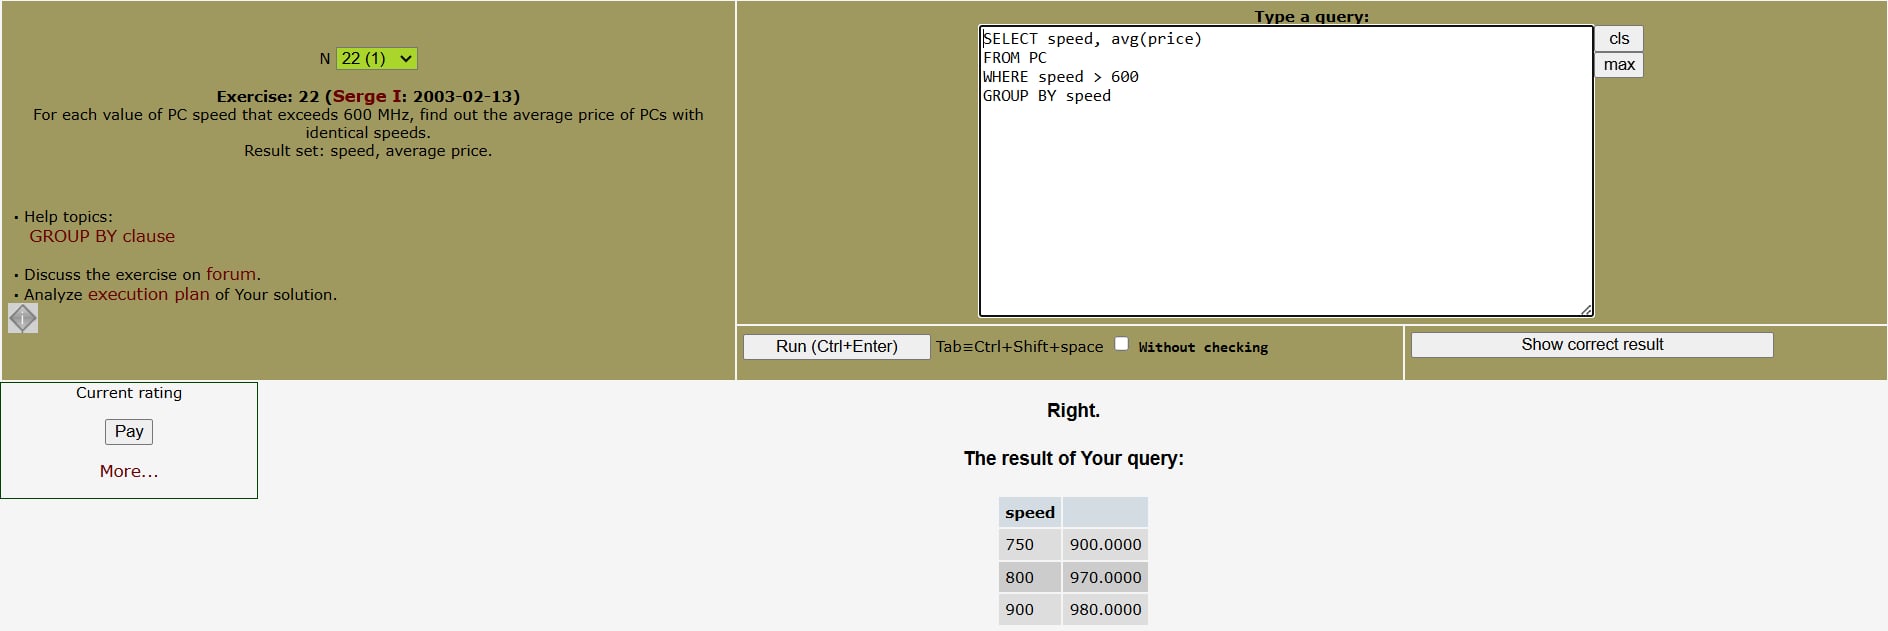 N 22 (1)
Exercise: 22 (Serge I: 2003-02-13)
For each value of PC speed that exceeds 600 MHz, find out the average price of PCs with
identical speeds.
Result set: speed, average price.
▪ Help topics:
GROUP BY clause
▪ Discuss the exercise on forum.
▪ Analyze execution plan of Your solution.
i
Type a query:
SELECT speed, avg(price)
FROM PC
WHERE speed > 600
GROUP BY speed
cls
max
Run (Ctrl+Enter) Tab≡Ctrl+Shift+space Without checking
Show correct result
Current rating
Pay
More...
Right.
The result of Your query:
speed
750 900.0000
800 970.0000
900 980.0000